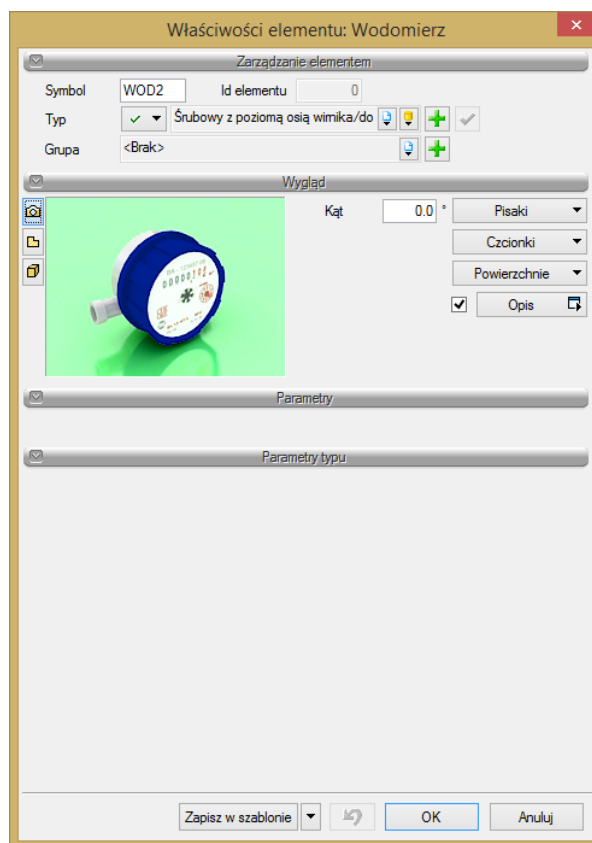 Właściwości elementu: Wodomierz
Zarządzanie elementem
Symbol WOD2 Id elementu 0
Typ Śrubowy z poziomą osią wirnika/do
Grupa <Brak>
Wygląd
Kąt 0.0 ° Pisaki
Czcionki
Powierzchnie
Opis
Parametry
Parametry typu
Zapisz w szablonie OK Anuluj